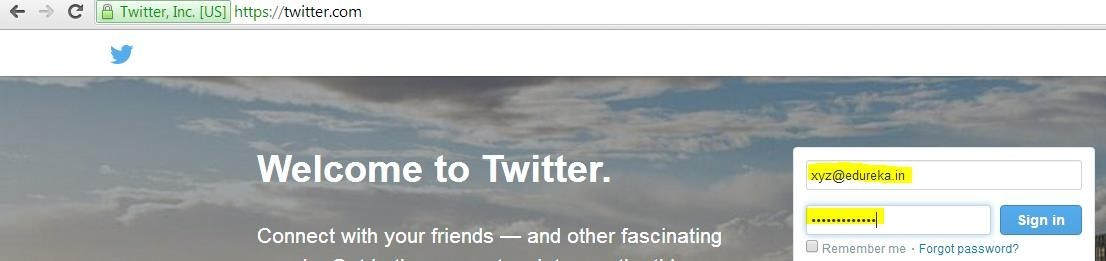 Twitter, Inc. [US] https://twitter.com
Welcome to Twitter.
Connect with your friends — and other fascinating
xyz@edureka.in
•••••••••••••
Sign in
Remember me · Forgot password?